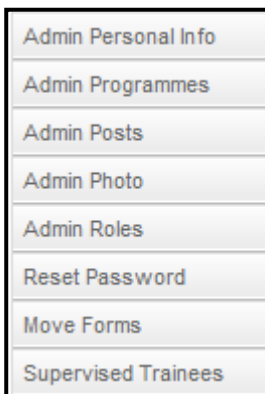 Admin Personal Info
Admin Programmes
Admin Posts
Admin Photo
Admin Roles
Reset Password
Move Forms
Supervised Trainees